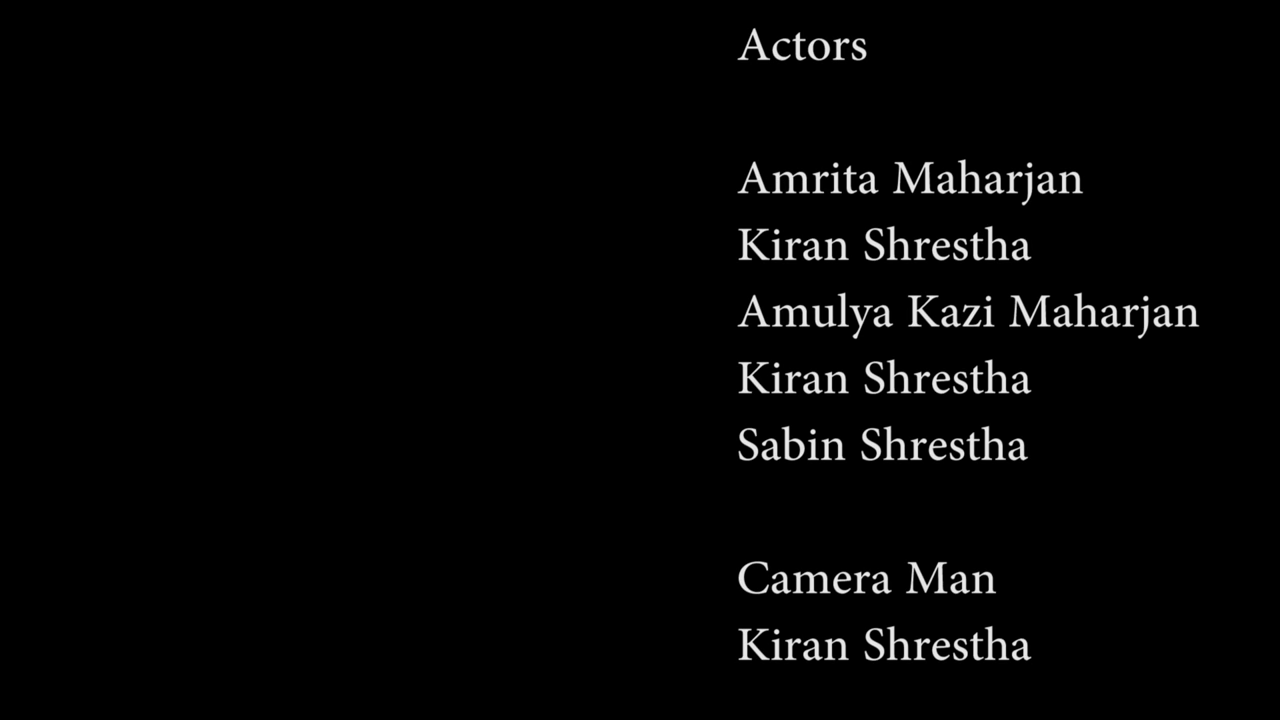 Actors
Amrita Maharjan
Kiran Shrestha
Amulya Kazi Maharjan
Kiran Shrestha
Sabin Shrestha
Camera Man
Kiran Shrestha